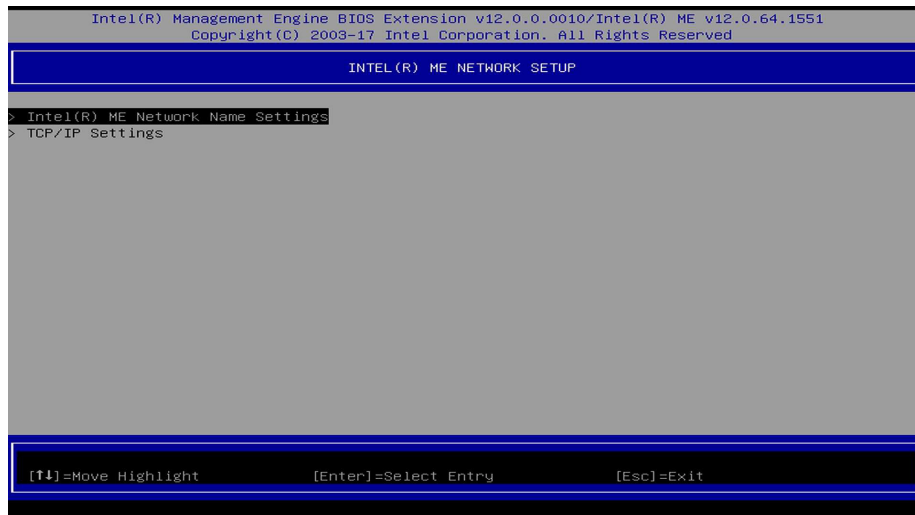 Intel(R) Management Engine BIOS Extension v12.0.0.0010/Intel(R) ME v12.0.64.1551
Copyright(C) 2003-17 Intel Corporation. All Rights Reserved
INTEL(R) ME NETWORK SETUP
> Intel(R) ME Network Name Settings
> TCP/IP Settings
[↑↓]=Move Highlight [Enter]=Select Entry [Esc]=Exit